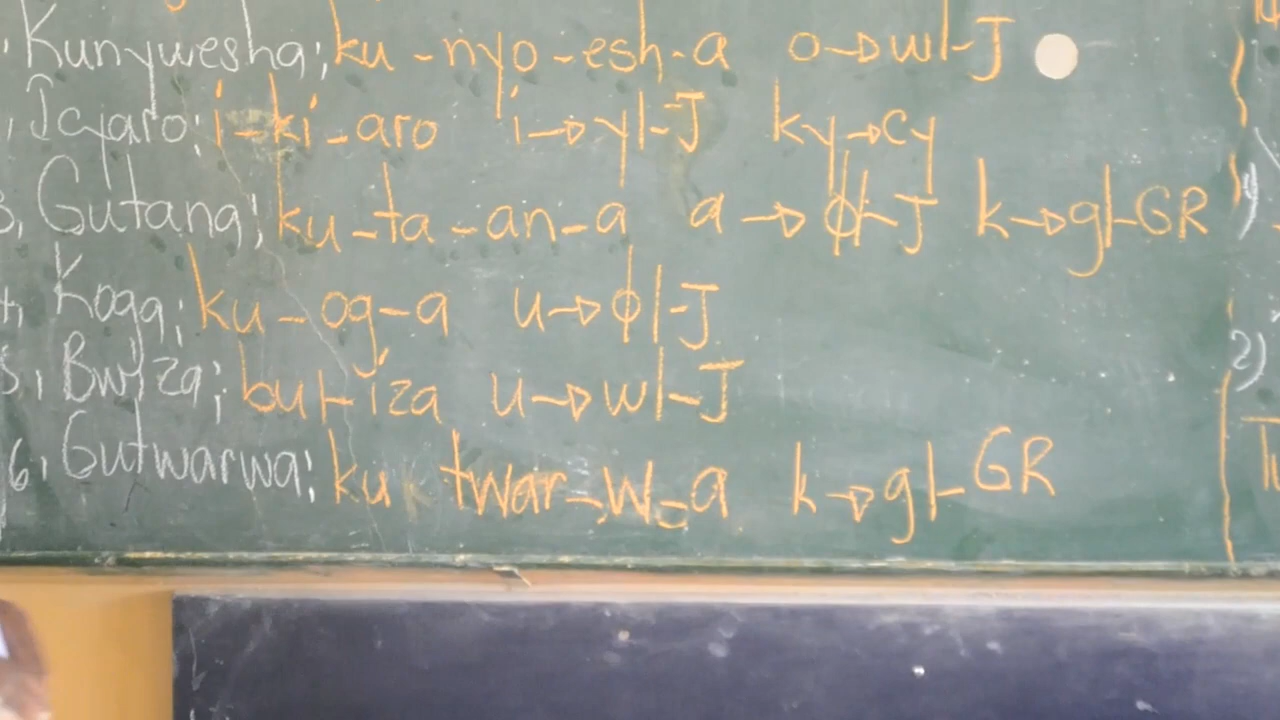 Kunywesha; ku-nyo-esh-a o→w/-J
Icyaro; i-ki-aro i→y/-J ky→cy
3, Gutana; ku-ta-an-a a→ϕ/-J k→g/-GR 1)
4, Koga; ku-og-a u→ϕ/-J
5, Bwiza; bu-iza u→w/-J 2)
6, Gutwarwa; ku twar-w-a k→g/-GR